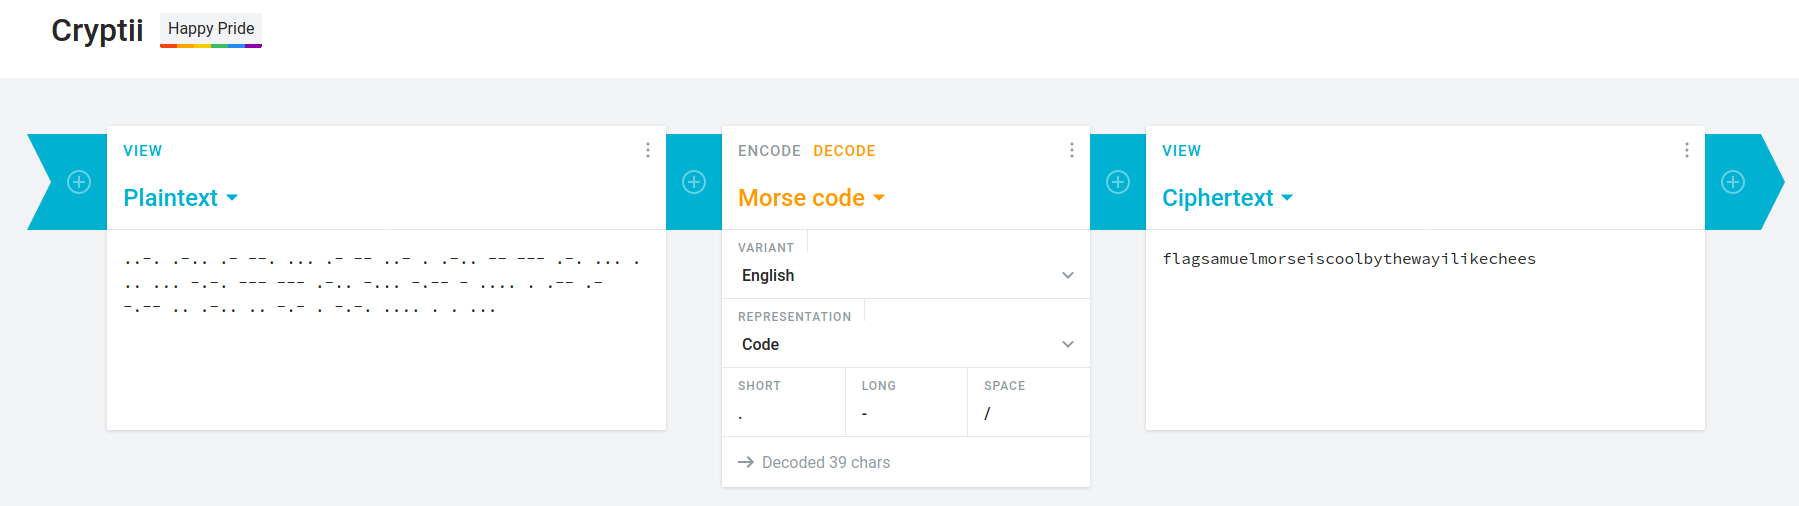 Cryptii Happy Pride
VIEW
Plaintext
..-. .-.. .- --. ... .- -- ..- . .-.. -- --- .-. ... .
.. ... -.-. --- --- .-.. -... -.-- - .... . .-- .-
-.-- .. .-.. .. -.- . -.-. .... . . ...
ENCODE DECODE
Morse code
VARIANT
English
REPRESENTATION
Code
SHORT LONG SPACE
. - /
→ Decoded 39 chars
VIEW
Ciphertext
flagsamuelmorseiscoolbythewayilikechees